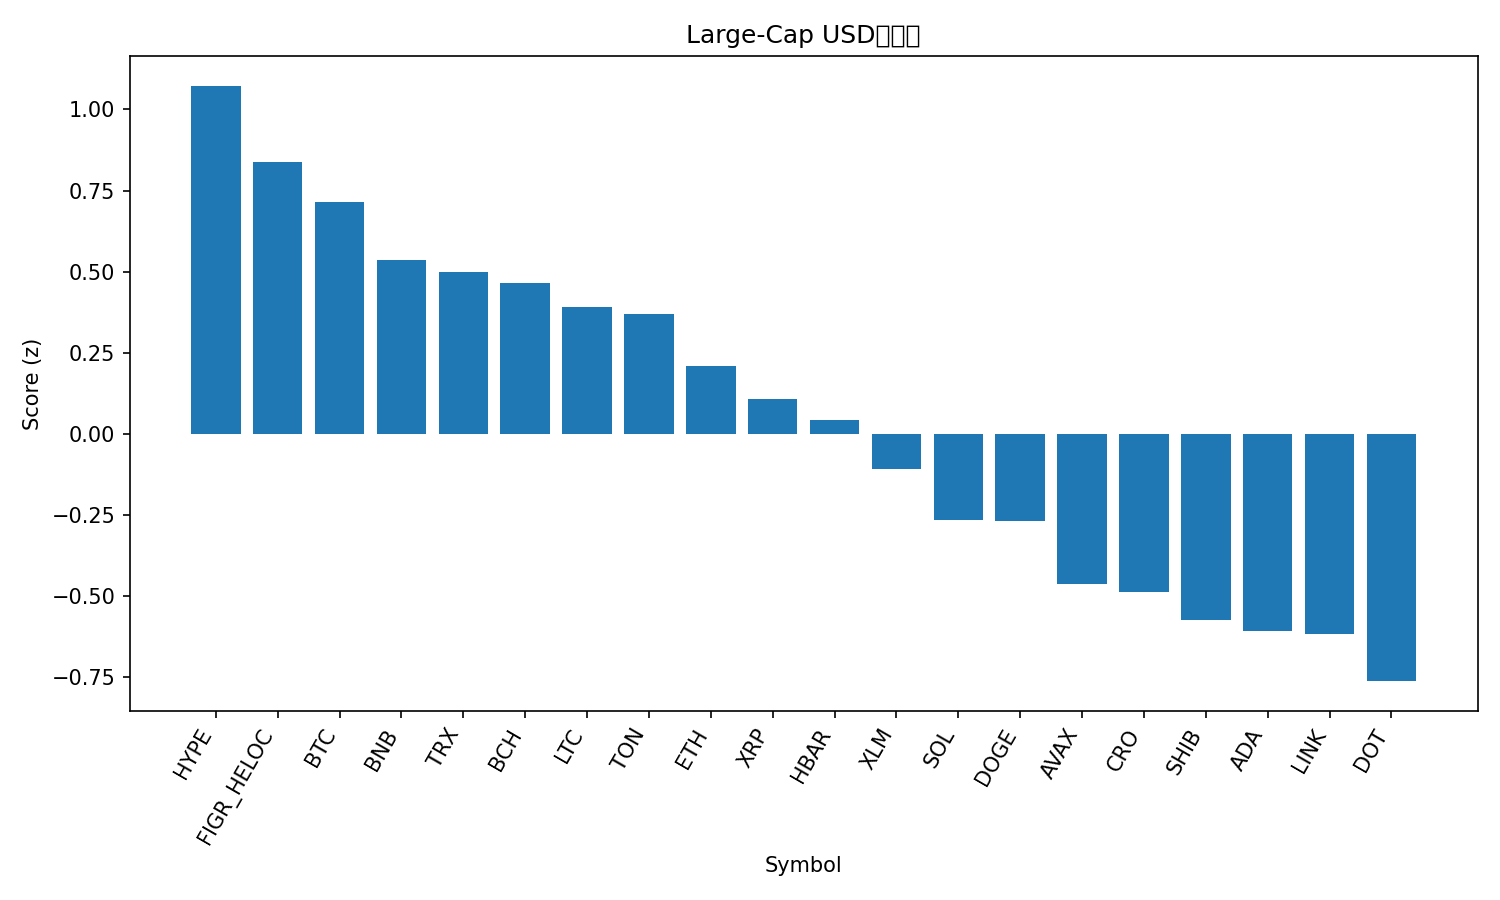 Large-Cap USD
Score (z)
1.00
0.75
0.50
0.25
0.00
−0.25
−0.50
−0.75
HYPE
FIGR_HELOC
BTC
BNB
TRX
BCH
LTC
TON
ETH
XRP
HBAR
XLM
SOL
DOGE
AVAX
CRO
SHIB
ADA
LINK
DOT
Symbol